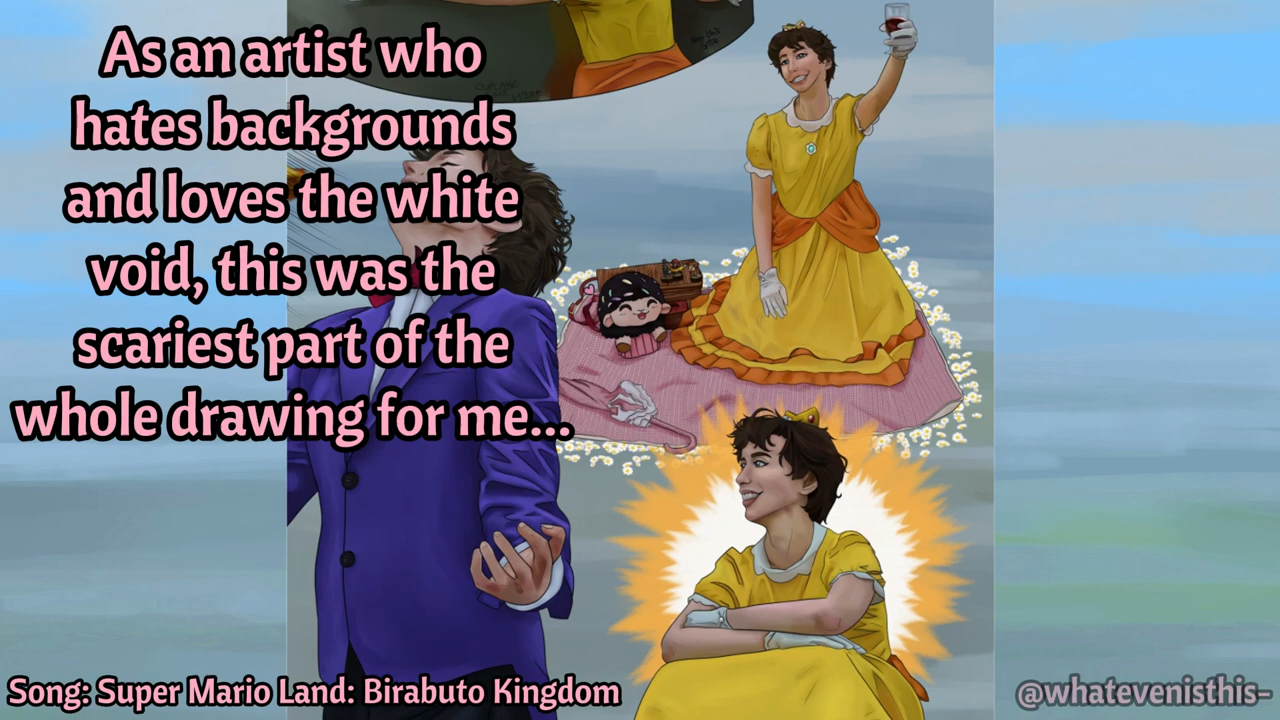 As an artist who
hates backgrounds
and loves the white
void, this was the
scariest part of the
whole drawing for me...
Song: Super Mario Land: Birabuto Kingdom
@whatevenisthis-